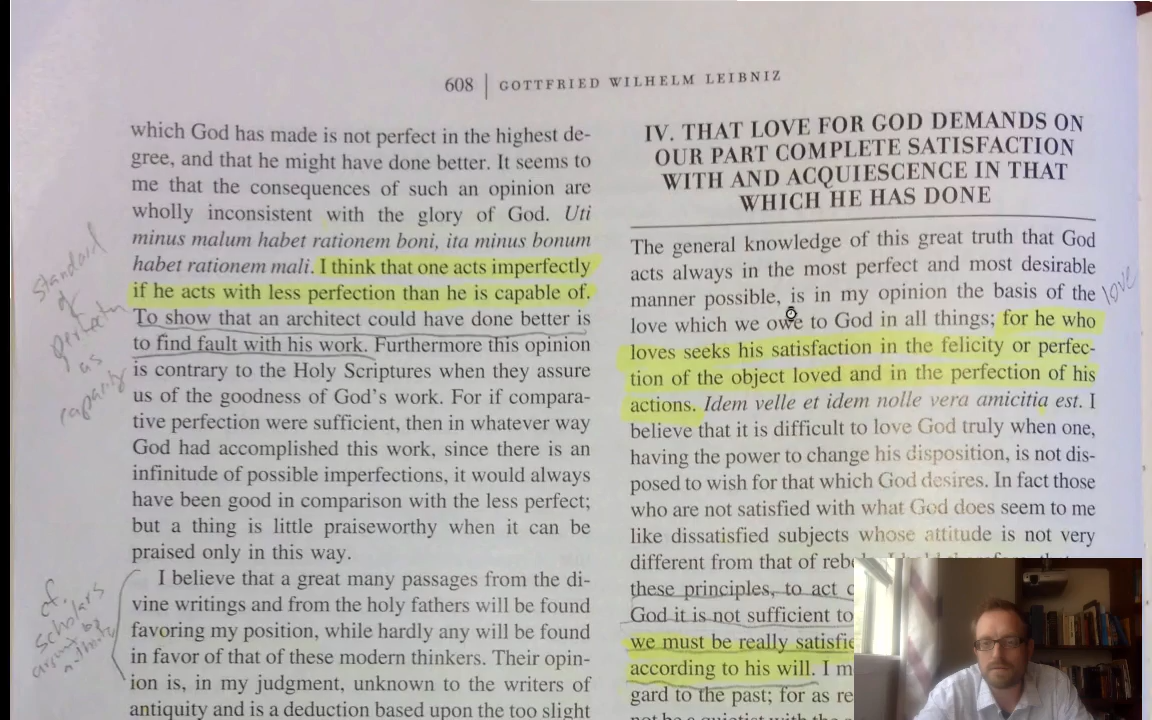 608 | GOTTFRIED WILHELM LEIBNIZ
which God has made is not perfect in the highest de-
gree, and that he might have done better. It seems to
me that the consequences of such an opinion are
wholly inconsistent with the glory of God. Uti
minus malum habet rationem boni, ita minus bonum
habet rationem mali. I think that one acts imperfectly
if he acts with less perfection than he is capable of.
To show that an architect could have done better is
to find fault with his work. Furthermore this opinion
is contrary to the Holy Scriptures when they assure
us of the goodness of God's work. For if compara-
tive perfection were sufficient, then in whatever way
God had accomplished this work, since there is an
infinitude of possible imperfections, it would always
have been good in comparison with the less perfect;
but a thing is little praiseworthy when it can be
praised only in this way.
I believe that a great many passages from the di-
vine writings and from the holy fathers will be found
favoring my position, while hardly any will be found
in favor of that of these modern thinkers. Their opin-
ion is, in my judgment, unknown to the writers of
antiquity and is a deduction based upon the too slight
standard
of
perfection
as
capacity
cf.
scholars
IV. THAT LOVE FOR GOD DEMANDS ON
OUR PART COMPLETE SATISFACTION
WITH AND ACQUIESCENCE IN THAT
WHICH HE HAS DONE
The general knowledge of this great truth that God
acts always in the most perfect and most desirable
manner possible, is in my opinion the basis of the
love which we owe to God in all things; for he who
loves seeks his satisfaction in the felicity or perfec-
tion of the object loved and in the perfection of his
actions. Idem velle et idem nolle vera amicitia est. I
believe that it is difficult to love God truly when one,
having the power to change his disposition, is not dis-
posed to wish for that which God desires. In fact those
who are not satisfied with what God does seem to me
like dissatisfied subjects whose attitude is not very
different from that of
these principles, to act
God it is not sufficient to
we must be really
according to his will. I
gard to the past; for as
love